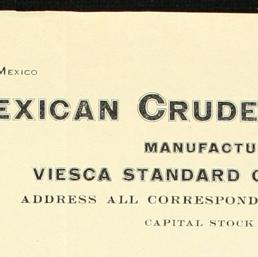 Mexico
EXICAN CRUDE
MANUFACTU
VIESCA STANDARD
ADDRESS ALL CORRESPOND
CAPITAL STOCK